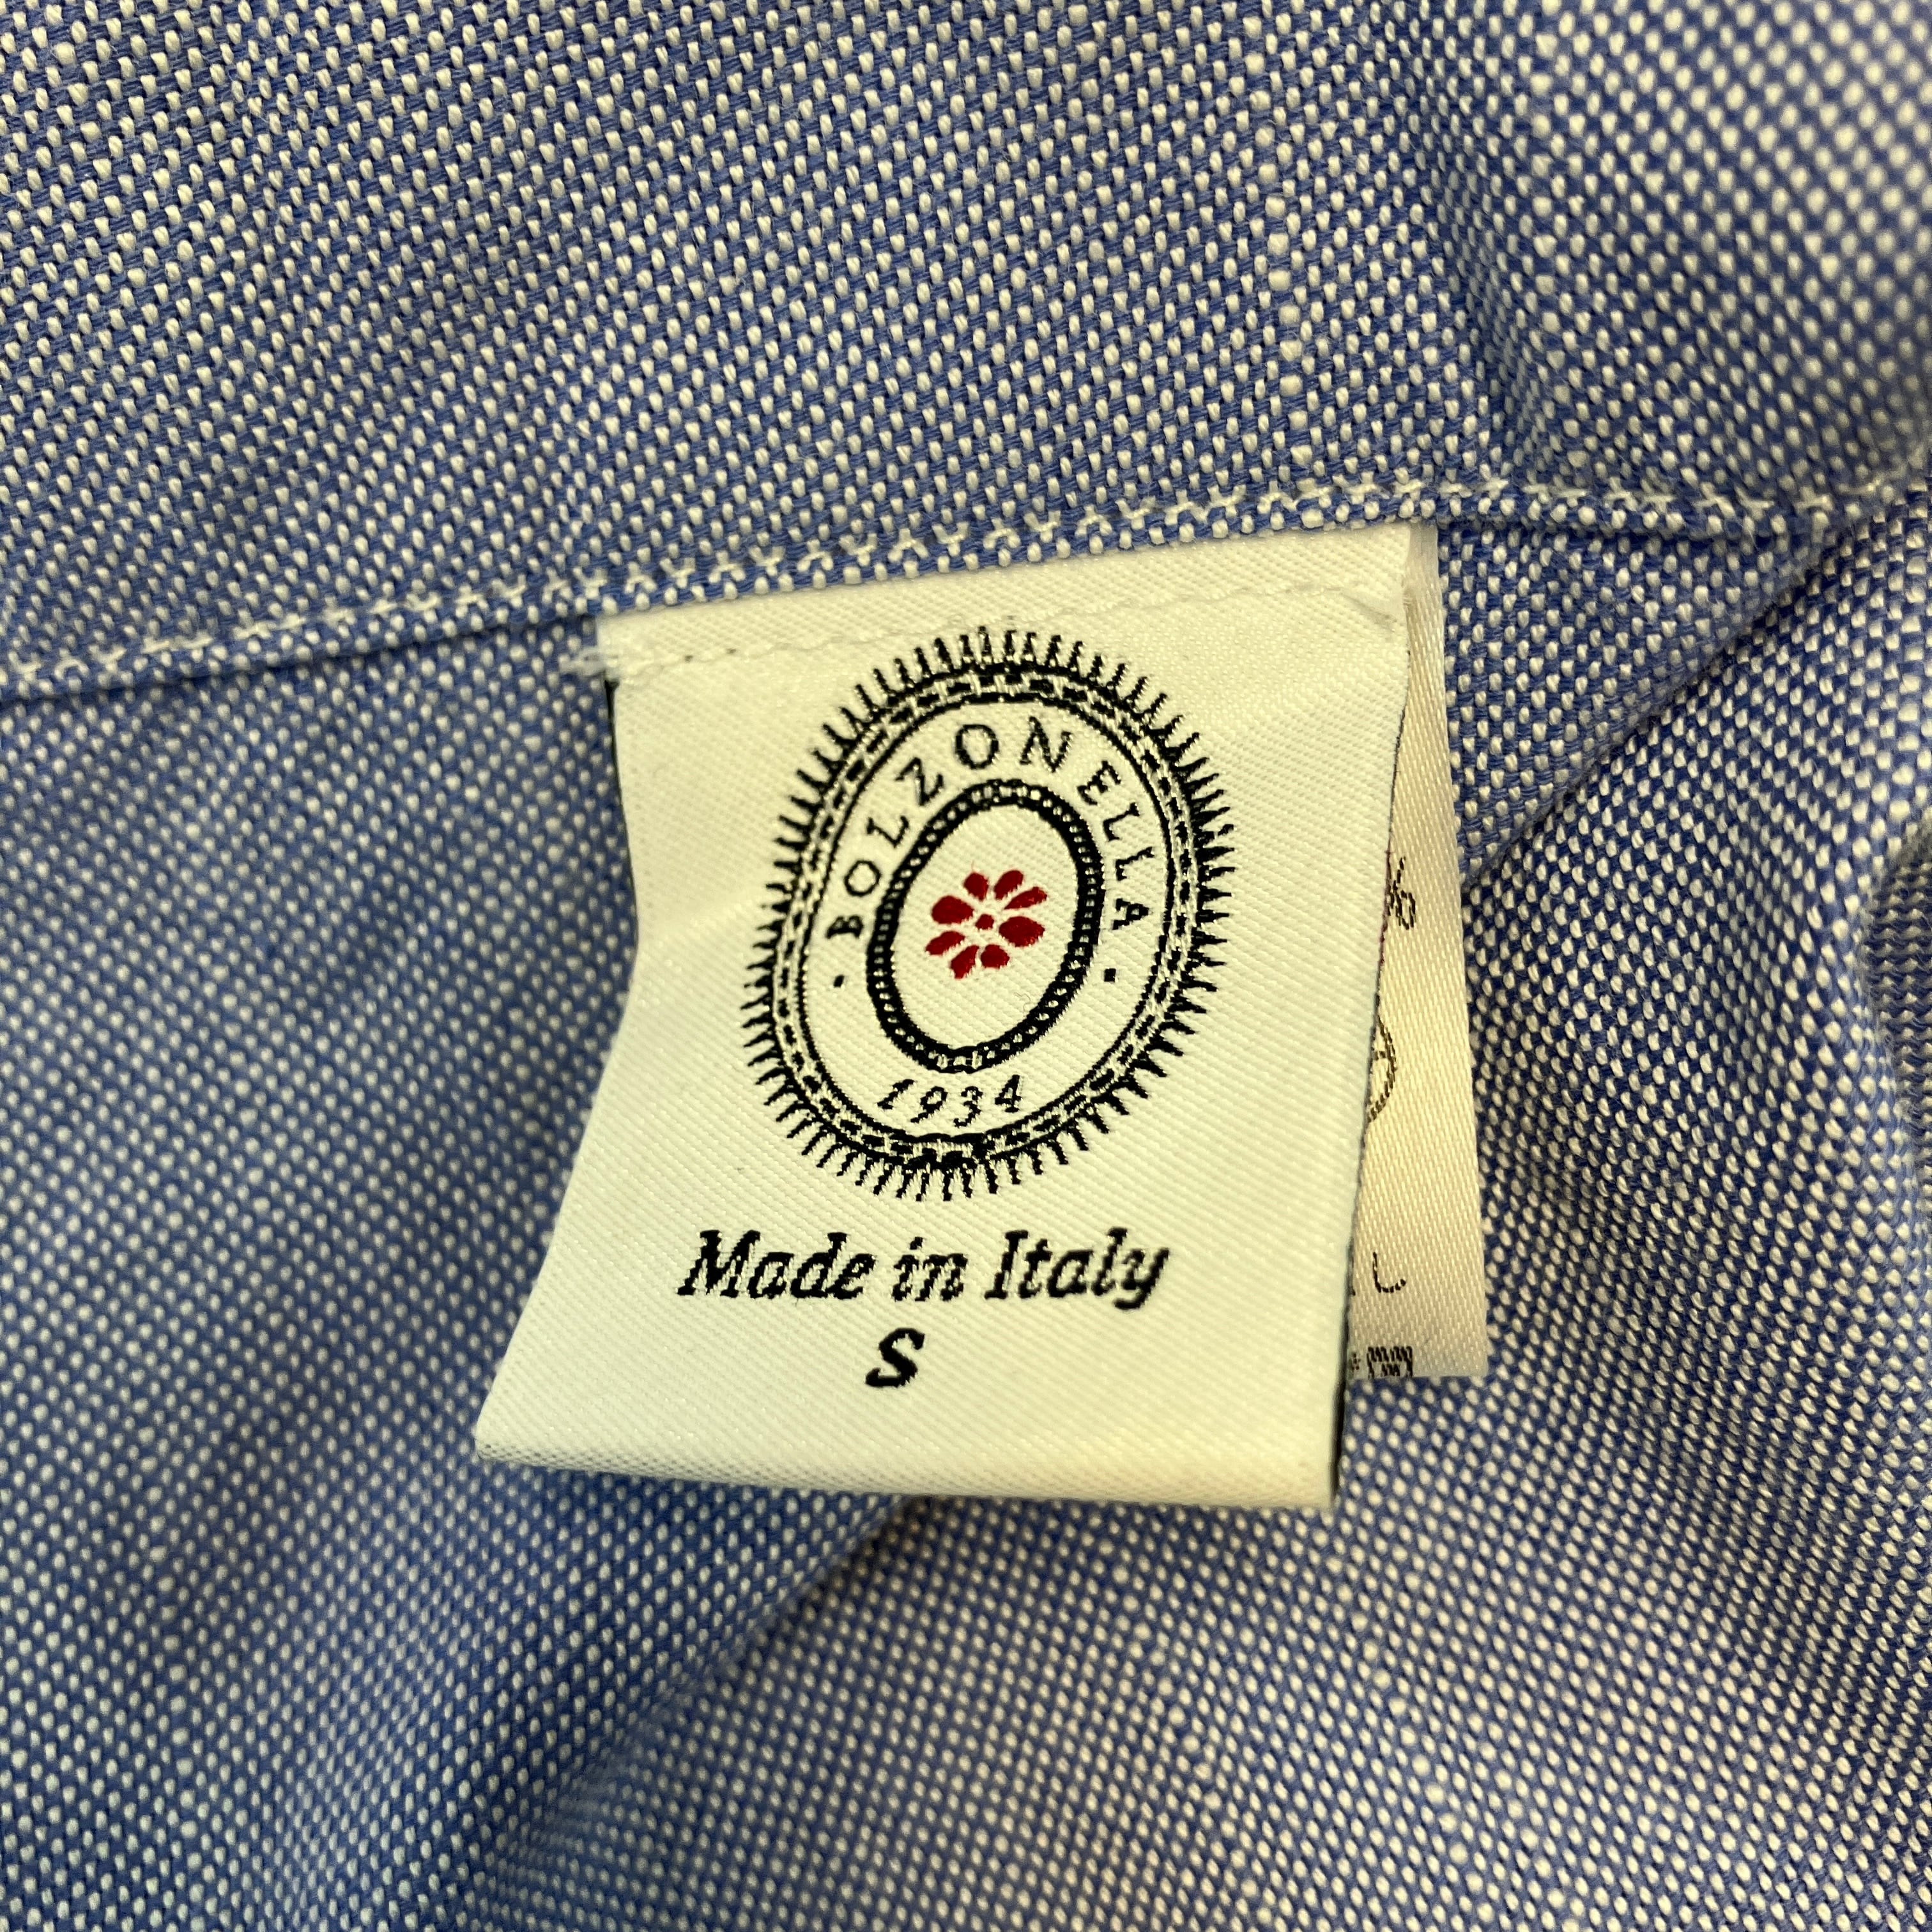 BOLZONELLA
1934
Made in Italy
S
%
L